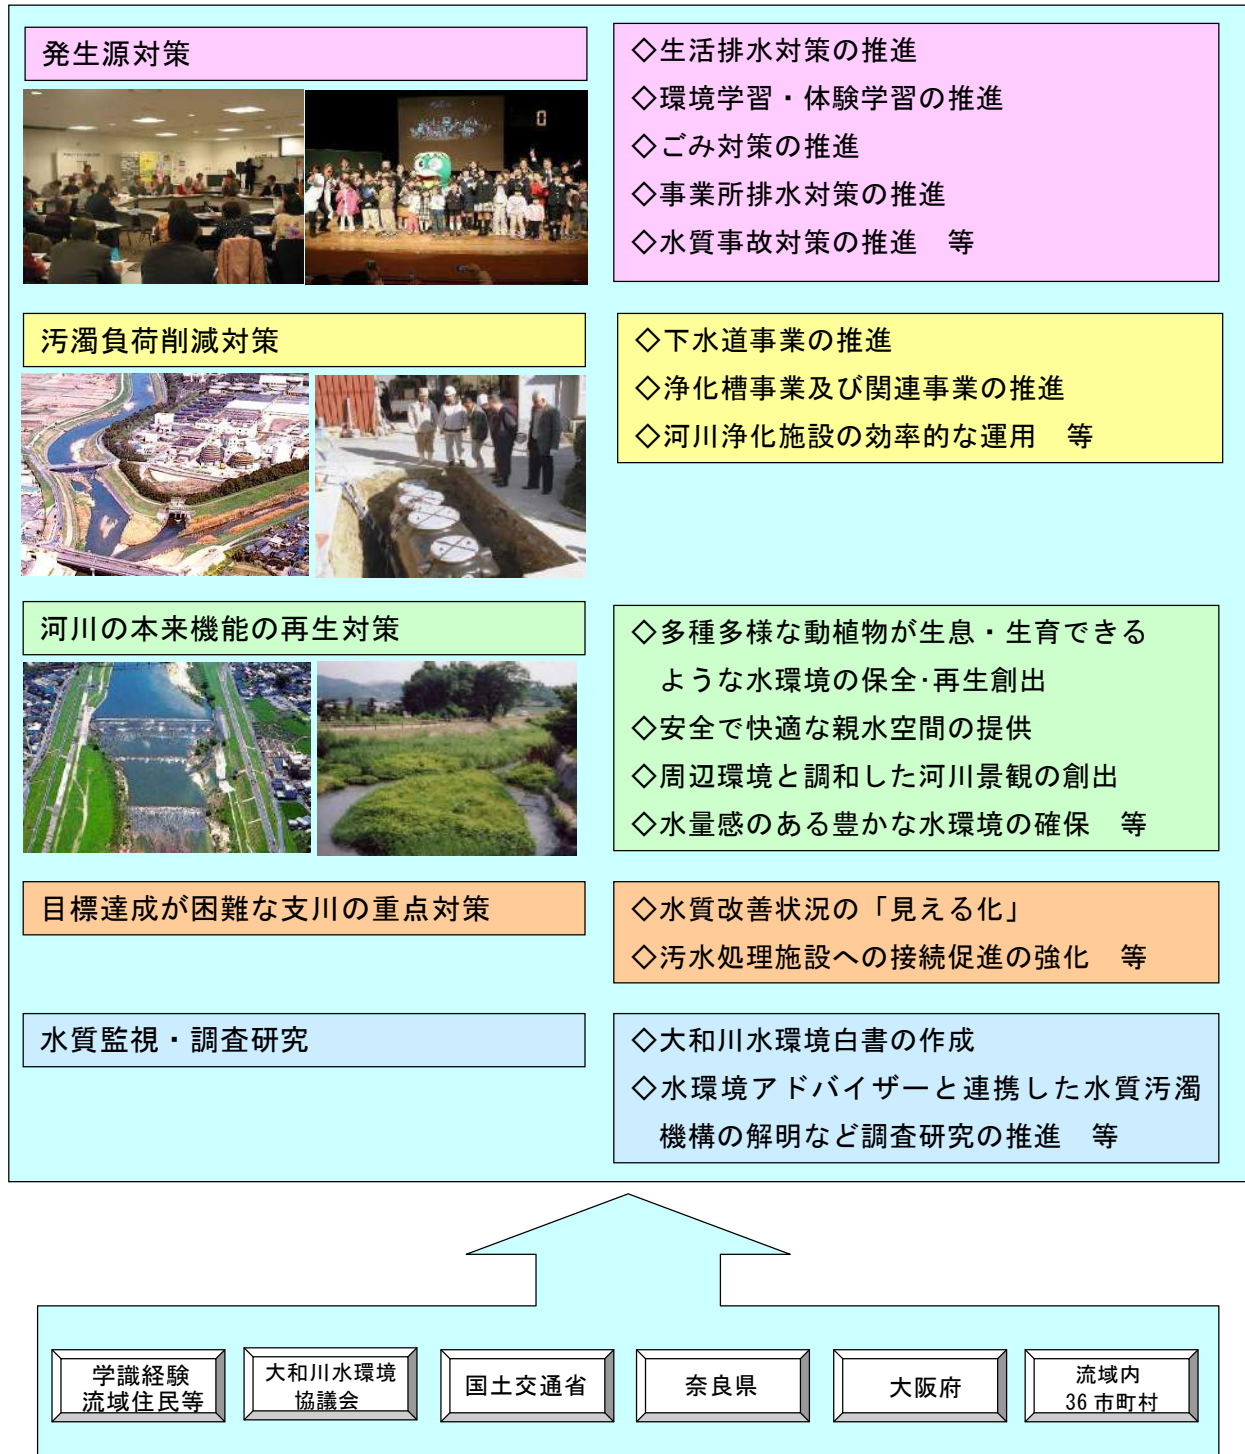 発生源対策
◇生活排水対策の推進
◇環境学習・体験学習の推進
◇ごみ対策の推進
◇事業所排水対策の推進
◇水質事故対策の推進　等
汚濁負荷削減対策
◇下水道事業の推進
◇浄化槽事業及び関連事業の推進
◇河川浄化施設の効率的な運用　等
河川の本来機能の再生対策
◇多種多様な動植物が生息・生育できる
ような水環境の保全･再生創出
◇安全で快適な親水空間の提供
◇周辺環境と調和した河川景観の創出
◇水量感のある豊かな水環境の確保　等
目標達成が困難な支川の重点対策
◇水質改善状況の「見える化」
◇汚水処理施設への接続促進の強化　等
水質監視・調査研究
◇大和川水環境白書の作成
◇水環境アドバイザーと連携した水質汚濁
機構の解明など調査研究の推進　等
学識経験
流域住民等
大和川水環境
協議会
国土交通省
奈良県
大阪府
流域内
36 市町村